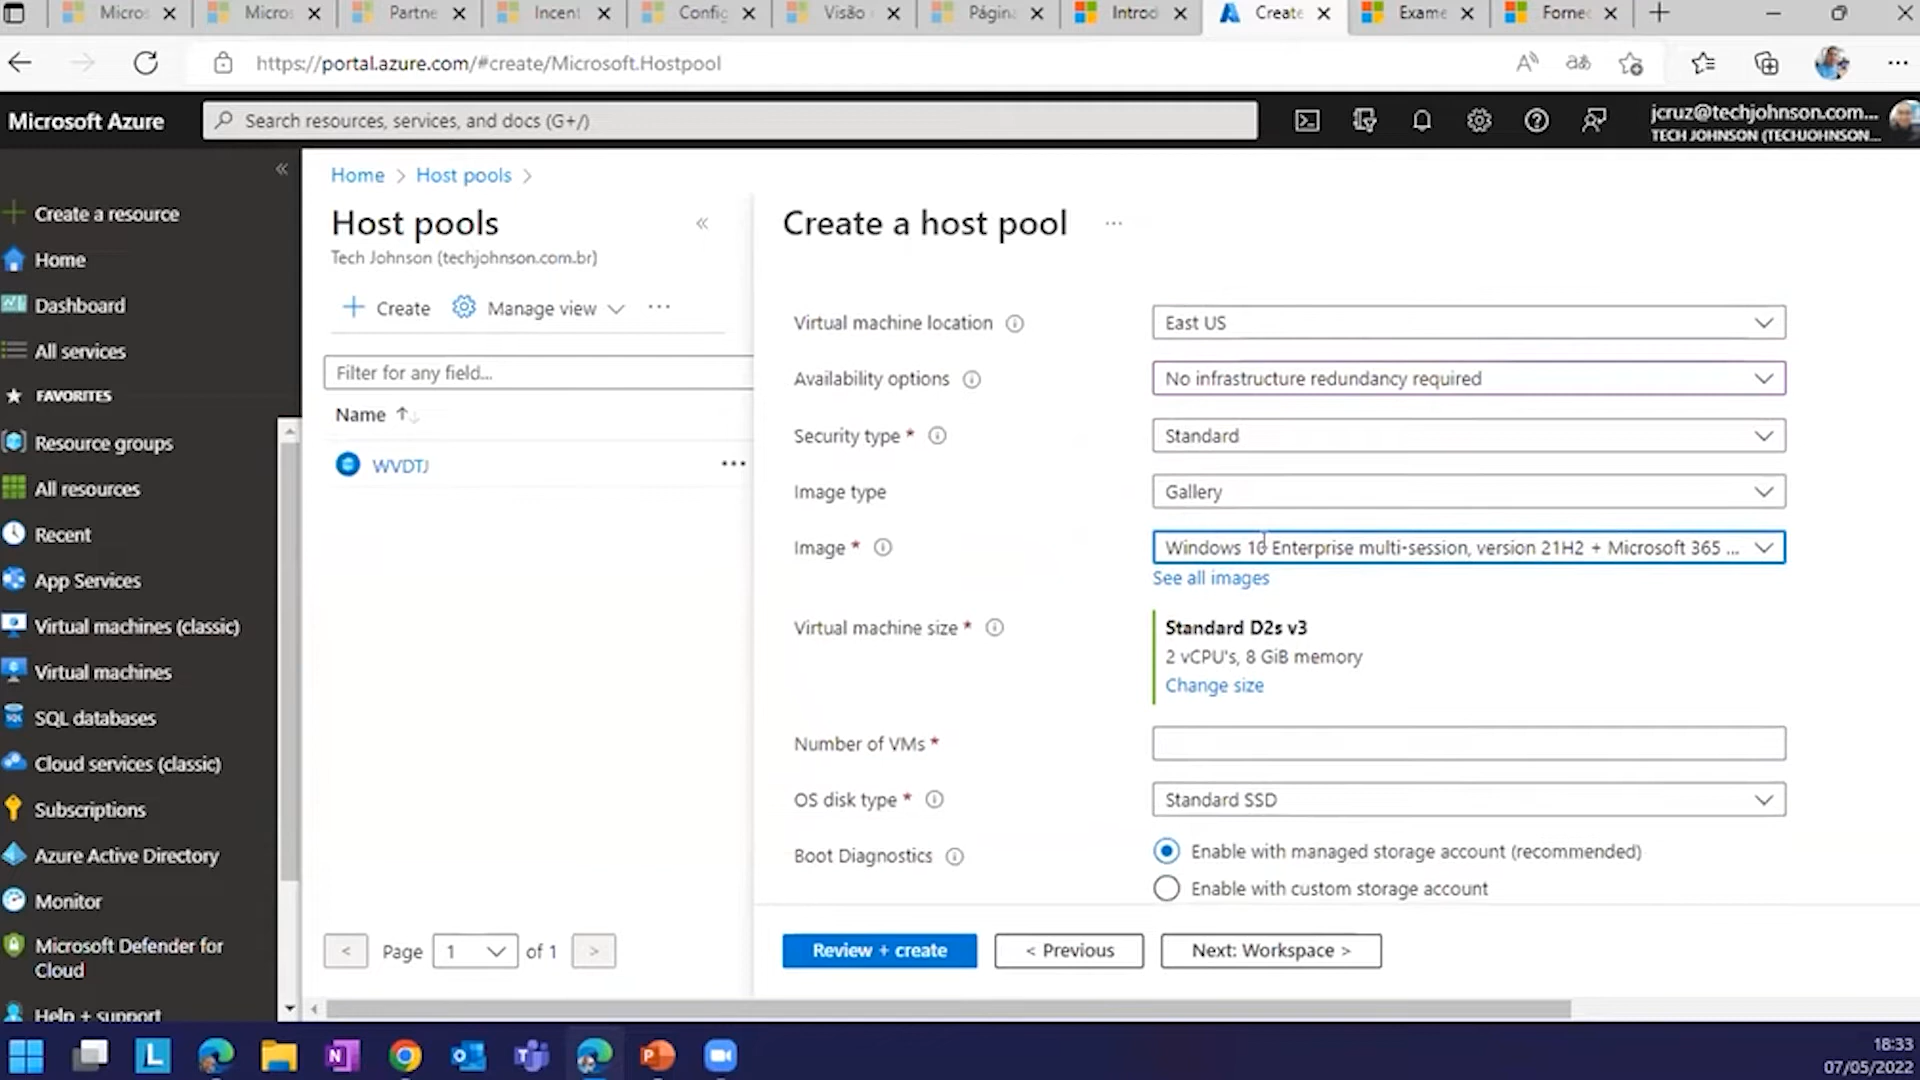 Micros
Micros
Partne
Incent
Config
Visão
Página
Introd
Create
Exame
Forne
https://portal.azure.com/#create/Microsoft.Hostpool
Microsoft Azure
Search resources, services, and docs (G+/)
jcruz@techjohnson.com...
TECH JOHNSON (TECHJOHNSON...
Create a resource
Home
Dashboard
All services
FAVORITES
Resource groups
All resources
Recent
App Services
Virtual machines (classic)
Virtual machines
SQL databases
Cloud services (classic)
Subscriptions
Azure Active Directory
Monitor
Microsoft Defender for
Cloud
Help + support
Home > Host pools >
Host pools
Tech Johnson (techjohnson.com.br)
+ Create
Manage view
Filter for any field...
Name
WVDTJ
< Page 1 of 1 >
Create a host pool
Virtual machine location
East US
Availability options
No infrastructure redundancy required
Security type *
Standard
Image type
Gallery
Image *
Windows 10 Enterprise multi-session, version 21H2 + Microsoft 365 ...
See all images
Virtual machine size *
Standard D2s v3
2 vCPU's, 8 GiB memory
Change size
Number of VMs *
OS disk type *
Standard SSD
Boot Diagnostics
Enable with managed storage account (recommended)
Enable with custom storage account
Review + create
< Previous
Next: Workspace >
18:33
07/05/2022